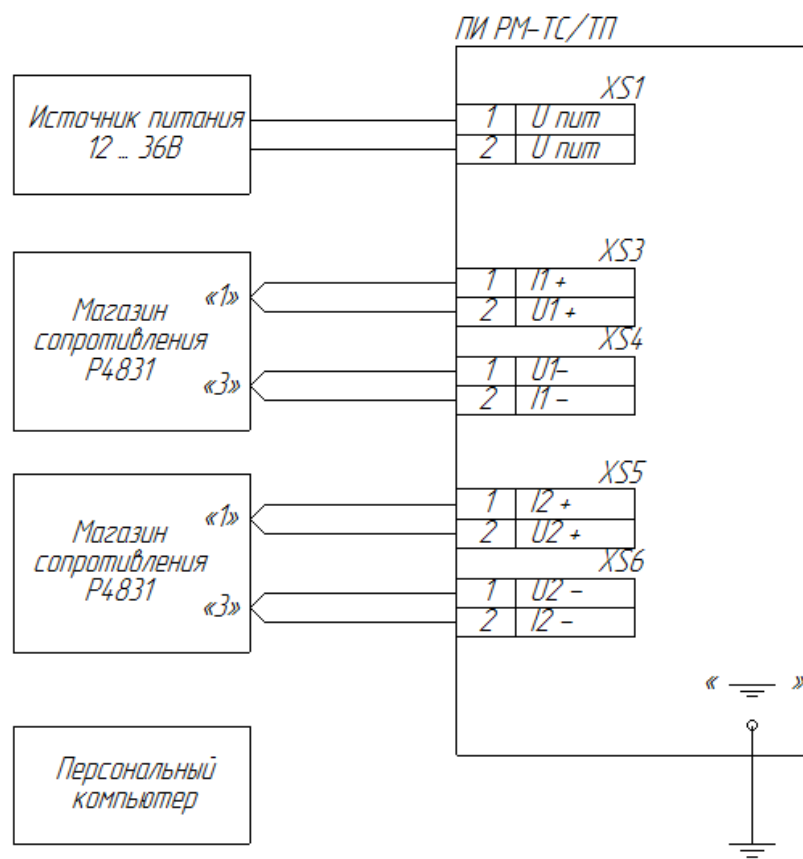 ПИ РМ-ТС/ТП
Источник питания
12 ... 36В
XS1
1 U пит
2 U пит
Магазин
сопротивления
Р4831
«1»
«3»
XS3
1 I1 +
2 U1 +
XS4
1 U1-
2 I1 -
Магазин
сопротивления
Р4831
«1»
«3»
XS5
1 I2 +
2 U2 +
XS6
1 U2 -
2 I2 -
« »
Персональный
компьютер